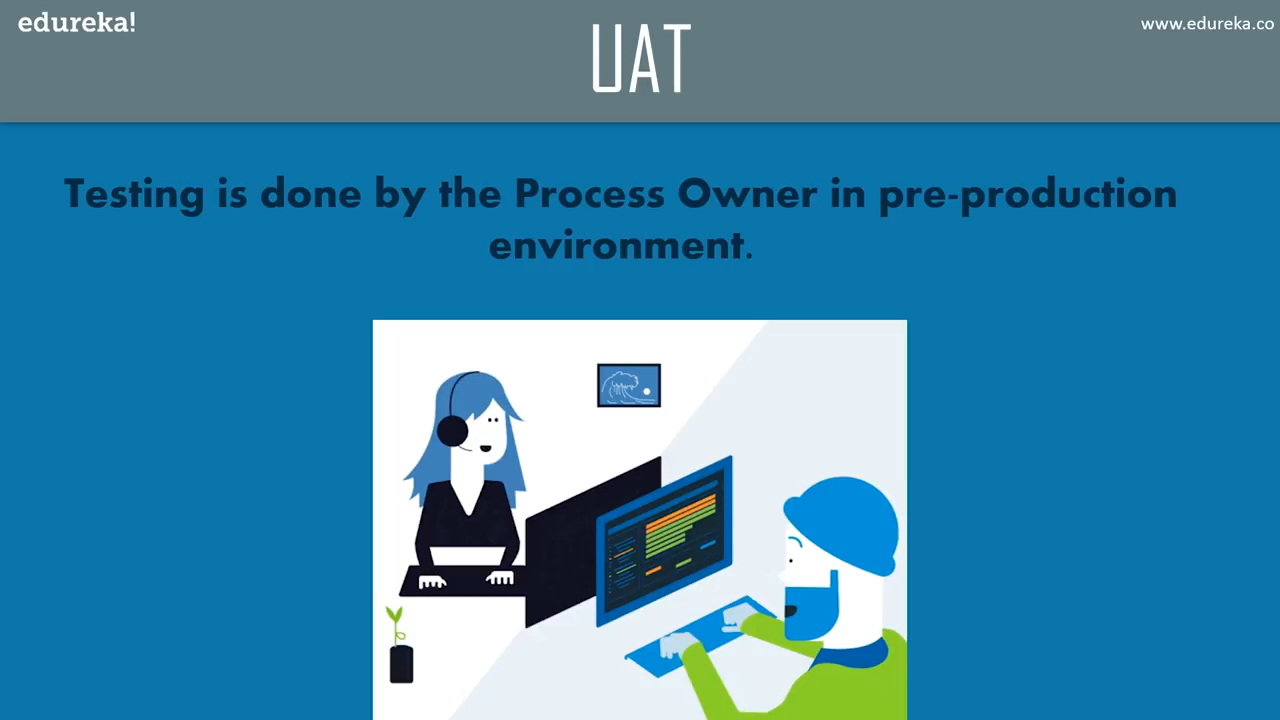 edureka!
UAT
www.edureka.co
Testing is done by the Process Owner in pre-production
environment.